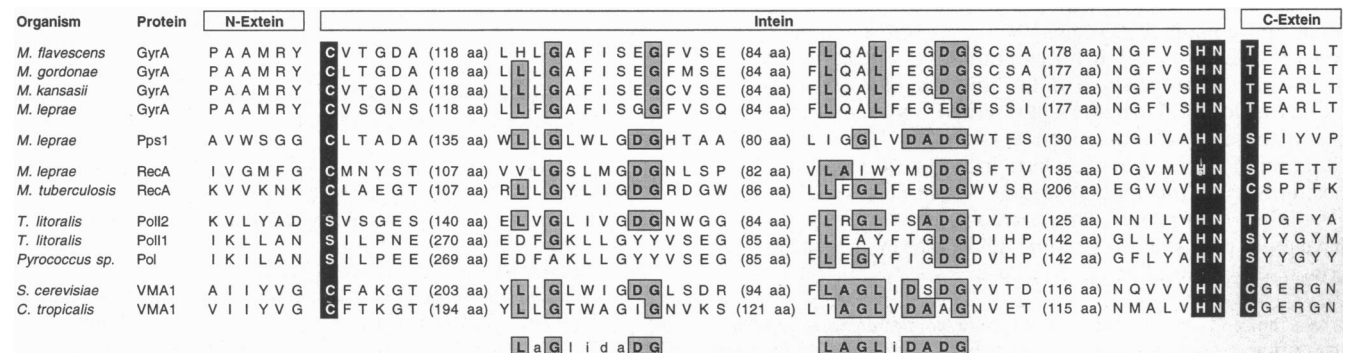 Organism Protein N-Extein Intein C-Extein
M. flavescens GyrA P A A M R Y C V T G D A (118 aa) L H L G A F I S E G F V S E (84 aa) F L Q A L F E G D G S C S A (178 aa) N G F V S H N T E A R L T
M. gordonae GyrA P A A M R Y C L T G D A (118 aa) L L L G A F I S E G F M S E (84 aa) F L Q A L F E G D G S C S A (177 aa) N G F V S H N T E A R L T
M. kansasii GyrA P A A M R Y C V T G D A (118 aa) L L L G A F I S E G C V S E (84 aa) F L Q A L F E G D G S C S R (177 aa) N G F V S H N T E A R L T
M. leprae GyrA P A A M R Y C V S G N S (118 aa) L L F G A F I S G G F V S Q (84 aa) F L Q A L F E G E G F S S I (177 aa) N G F I S H N T E A R L T
M. leprae Pps1 A V W S G G C L T A D A (135 aa) W L L G L W L G D G H T A A (80 aa) L I G G L V D A D G W T E S (130 aa) N G I V A H N S F I Y V P
M. leprae RecA I V G M F G C M N Y S T (107 aa) V V L G S L M G D G N L S P (82 aa) V L A I W Y M D D G S F T V (135 aa) D G V M V H N S P E T T T
M. tuberculosis RecA K V V K N K C L A E G T (107 aa) R L L G Y L I G D G R D G W (86 aa) L L F G L F E S D G W V S R (206 aa) E G V V V H N C S P P F K
T. litoralis PolI2 K V L Y A D S V S G E S (140 aa) E L V G L I V G D G N W G G (84 aa) F L R G L F S A D G T V T I (125 aa) N N I L V H N T D G F Y A
T. litoralis PolI1 I K L L A N S I L P N E (270 aa) E D F G K L L G Y Y V S E G (85 aa) F L E A Y F T G D G D I H P (142 aa) G L L Y A H N S Y Y G Y M
Pyrococcus sp. Pol I K I L A N S I L P E E (269 aa) E D F A K L L G Y Y V S E G (85 aa) F L E G Y F I G D G D V H P (142 aa) G F L Y A H N S Y Y G Y Y
S. cerevisiae VMA1 A I I Y V G C F A K G T (203 aa) Y L L G L W I G D G L S D R (94 aa) F L A G L I D S D G Y V T D (116 aa) N Q V V V H N C G E R G N
C. tropicalis VMA1 V I I Y V G C F T K G T (194 aa) Y L L G T W A G I G N V K S (121 aa) L I A G L V D A A G N V E T (115 aa) N M A L V H N C G E R G N
L a G l i d a D G L A G L i D A D G